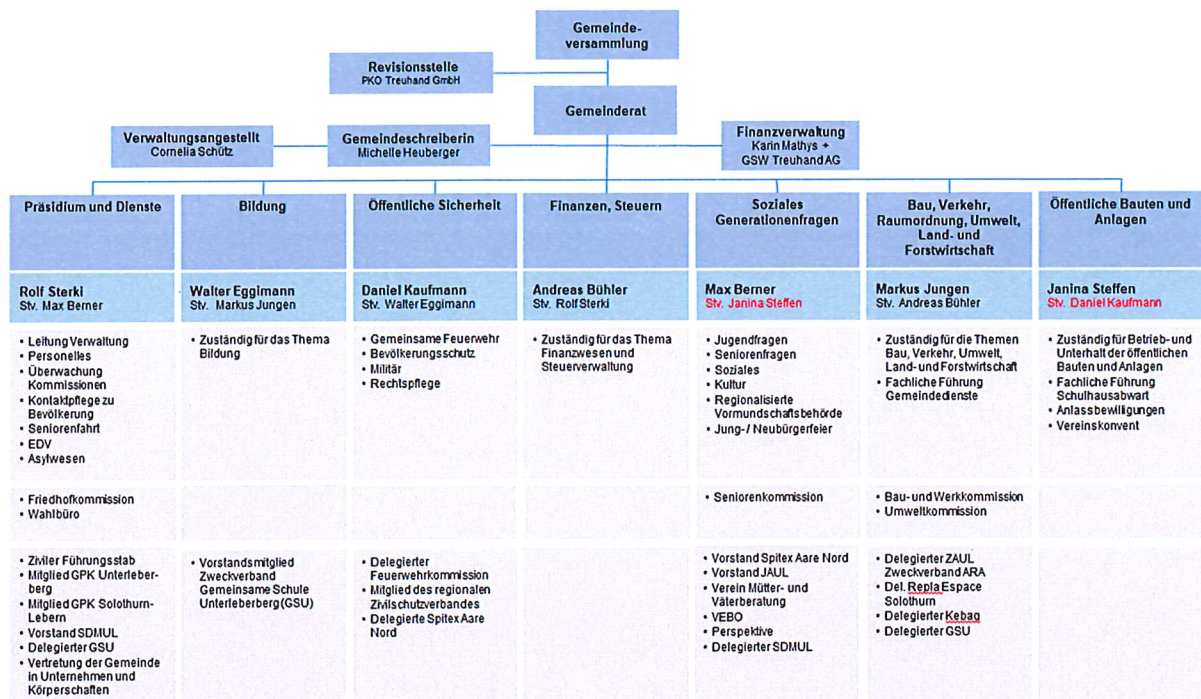 Gemeinde-
versammlung
Revisionsstelle
PKO Treuhand GmbH
Gemeinderat
Verwaltungsangestellt
Cornelia Schütz
Gemeindeschreiberin
Michelle Heuberger
Finanzverwaltung
Karin Mathys +
GSW Treuhand AG
Präsidium und Dienste
Bildung
Öffentliche Sicherheit
Finanzen, Steuern
Soziales
Generationenfragen
Bau, Verkehr,
Raumordnung, Umwelt,
Land- und
Forstwirtschaft
Öffentliche Bauten und
Anlagen
Rolf Sterki
Stv. Max Berner
Walter Eggimann
Stv. Markus Jungen
Daniel Kaufmann
Stv. Walter Eggimann
Andreas Bühler
Stv. Rolf Sterki
Max Berner
Stv. Janina Steffen
Markus Jungen
Stv. Andreas Bühler
Janina Steffen
Stv. Daniel Kaufmann
• Leitung Verwaltung
• Personelles
• Überwachung
Kommissionen
• Kontaktpflege zu
Bevölkerung
• Seniorenfahrt
• EDV
• Asylwesen
• Zuständig für das Thema
Bildung
• Gemeinsame Feuerwehr
• Bevölkerungsschutz
• Militär
• Rechtspflege
• Zuständig für das Thema
Finanzwesen und
Steuerverwaltung
• Jugendfragen
• Seniorenfragen
• Soziales
• Kultur
• Regionalisierte
Vormundschaftsbehörde
• Jung- / Neubürgerfeier
• Zuständig für die Themen
Bau, Verkehr, Umwelt,
Land- und Forstwirtschaft
• Fachliche Führung
Gemeindedienste
• Zuständig für Betrieb- und
Unterhalt der öffentlichen
Bauten und Anlagen
• Fachliche Führung
Schulhausabwart
• Anlassbewilligungen
• Vereinskonvent
• Friedhofkommission
• Wahlbüro
• Seniorenkommission
• Bau- und Werkkommission
• Umweltkommission
• Ziviler Führungsstab
• Mitglied GPK Unterleber-
berg
• Mitglied GPK Solothurn-
Lebern
• Vorstand SDMUL
• Delegierter GSU
• Vertretung der Gemeinde
in Unternehmen und
Körperschaften
• Vorstandsmitglied
Zweckverband
Gemeinsame Schule
Unterleberberg (GSU)
• Delegierter
Feuerwehrkommission
• Mitglied des regionalen
Zivilschutzverbandes
• Delegierte Spitex Aare
Nord
• Vorstand Spitex Aare Nord
• Vorstand JAUL
• Verein Mütter- und
Väterberatung
• VEBO
• Perspektive
• Delegierter SDMUL
• Delegierter ZAUL
Zweckverband ARA
• Del. Repla Espace
Solothurn
• Delegierter Kebag
• Delegierter GSU